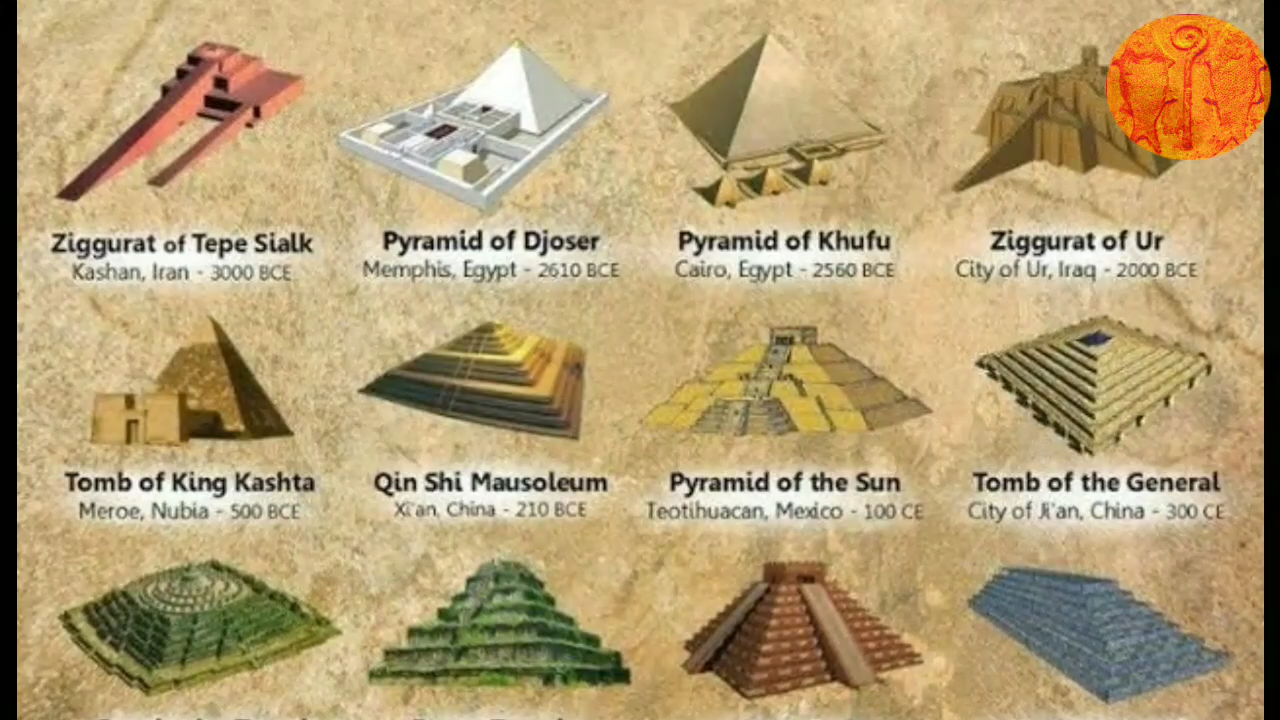 Ziggurat of Tepe Sialk
Kashan, Iran - 3000 BCE
Pyramid of Djoser
Memphis, Egypt - 2610 BCE
Pyramid of Khufu
Cairo, Egypt - 2560 BCE
Ziggurat of Ur
City of Ur, Iraq - 2000 BCE
Tomb of King Kashta
Meroe, Nubia - 500 BCE
Qin Shi Mausoleum
Xi'an, China - 210 BCE
Pyramid of the Sun
Teotihuacan, Mexico - 100 CE
Tomb of the General
City of Ji'an, China - 300 CE